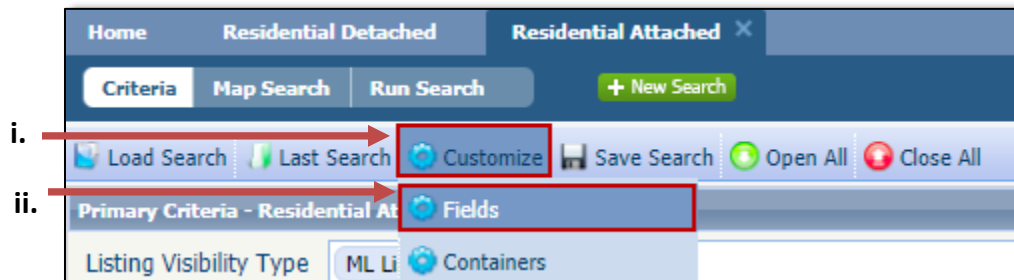 Home Residential Detached Residential Attached ×
Criteria Map Search Run Search + New Search
i. Load Search Last Search Customize Save Search Open All Close All
ii. Primary Criteria - Residential At Fields
Listing Visibility Type ML Li Containers